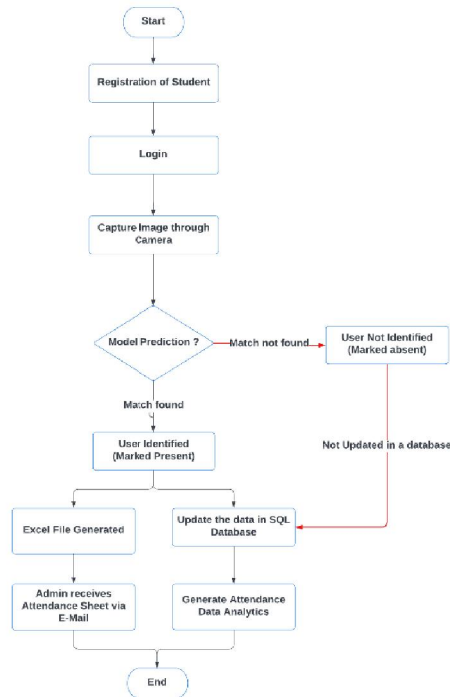 Start
Registration of Student
Login
Capture Image through
Camera
Model Prediction ?
Match not found
User Not Identified
(Marked absent)
Match found
User Identified
(Marked Present)
Not Updated in a database
Excel File Generated
Update the data in SQL
Database
Admin receives
Attendance Sheet via
E-Mail
Generate Attendance
Data Analytics
End